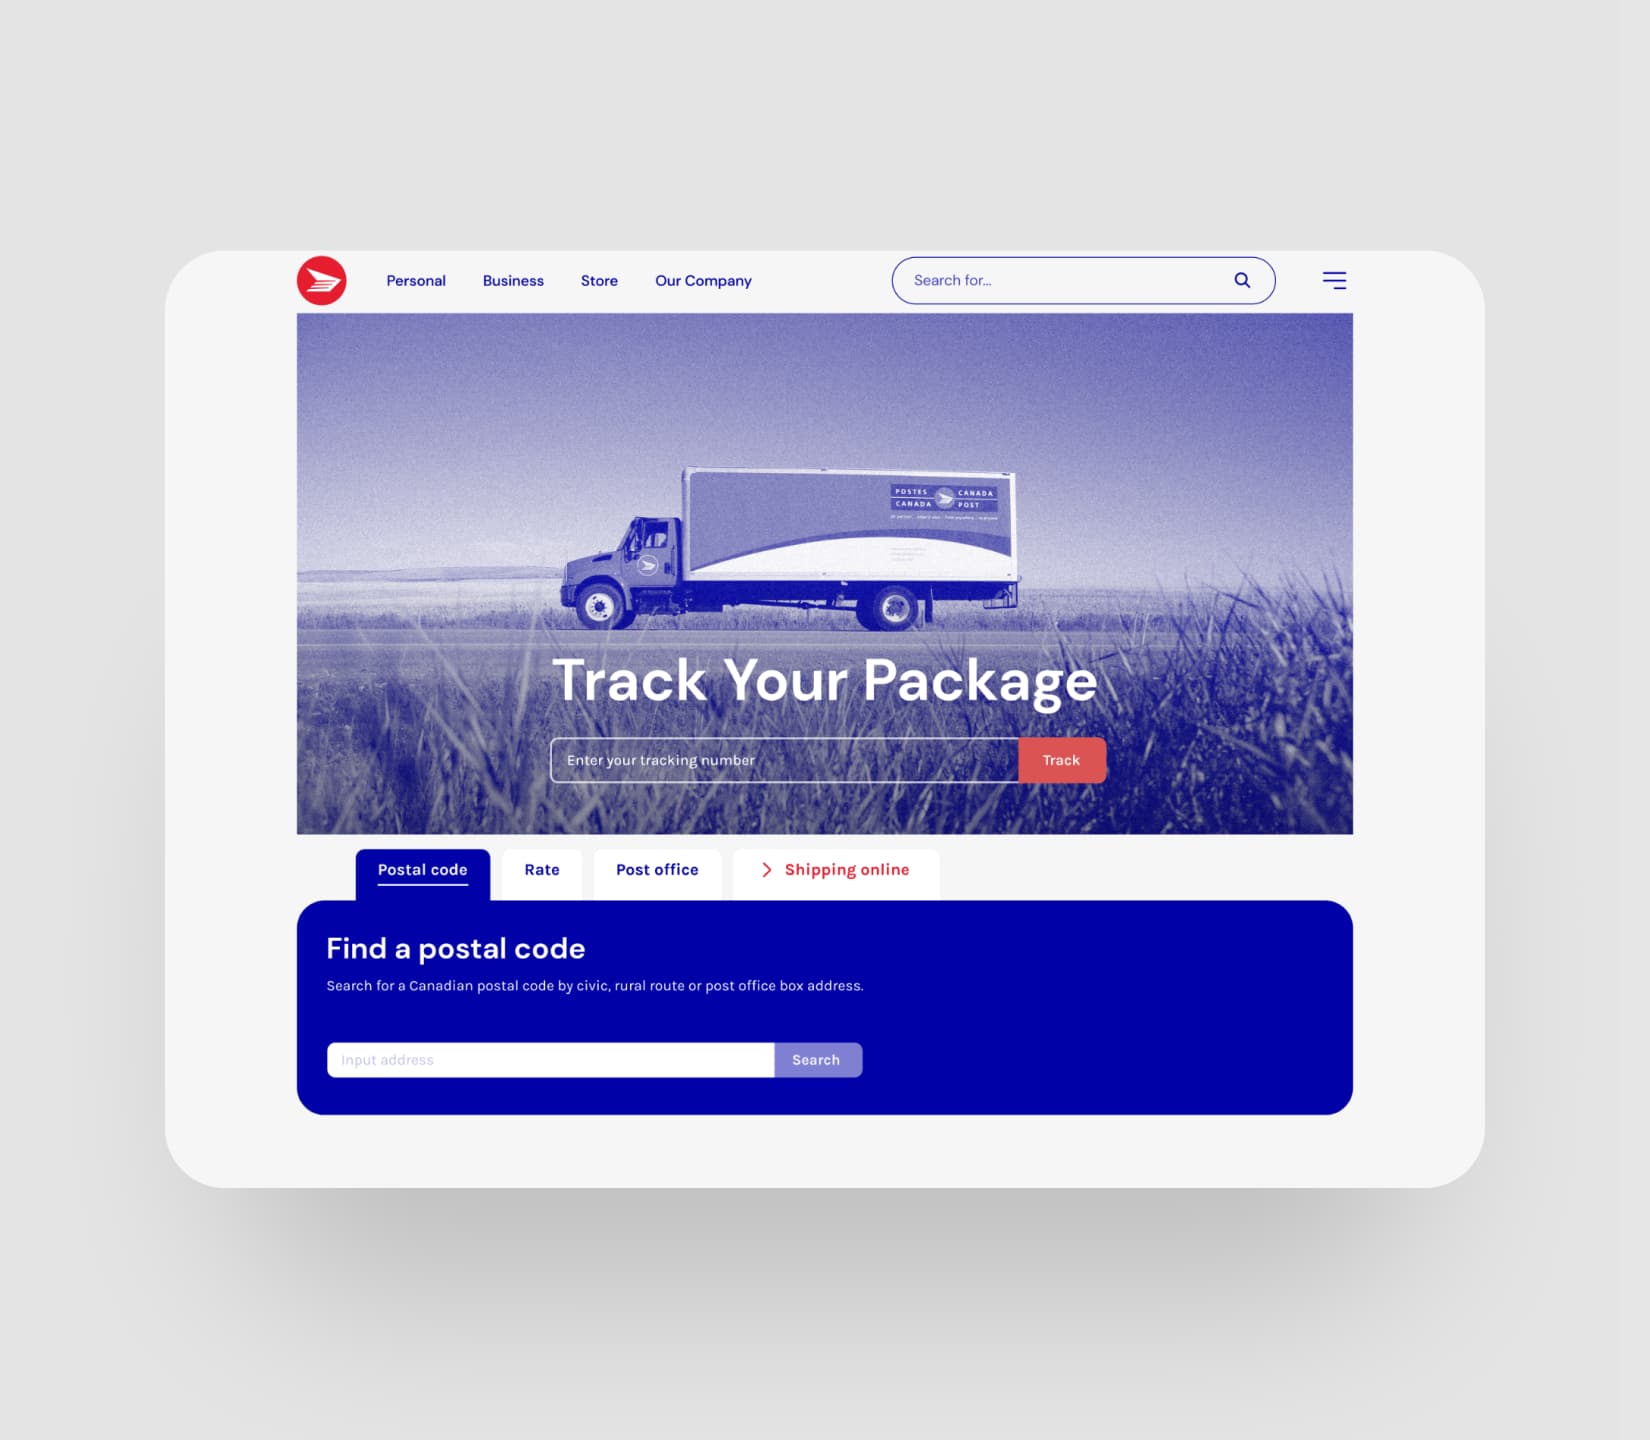 Personal Business Store Our Company Search for...
POSTES CANADA
CANADA POST
Track Your Package
Enter your tracking number Track
Postal code Rate Post office Shipping online
Find a postal code
Search for a Canadian postal code by civic, rural route or post office box address.
Input address Search